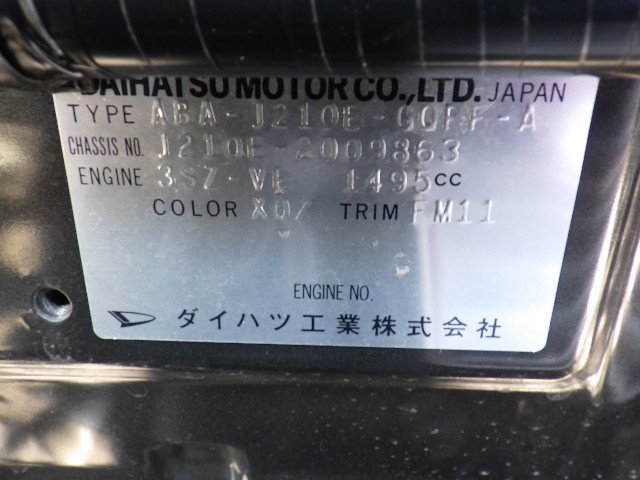 DAIHATSU MOTOR CO.,LTD. JAPAN
TYPE ABA-J210E-GQPF-A
CHASSIS NO. J210E-2009863
ENGINE 3SZ-VE 1495cc
COLOR X07 TRIM FM11
ENGINE NO.
ダイハツ工業株式会社